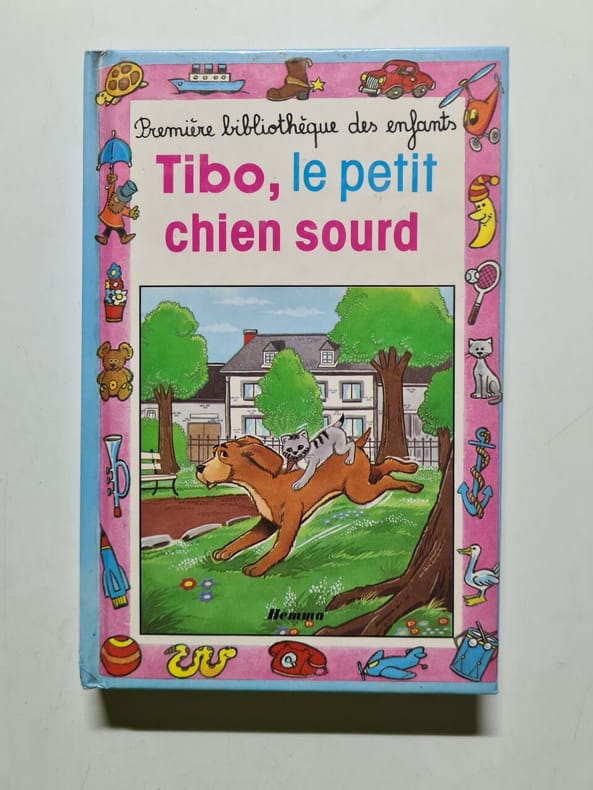 Première bibliothèque des enfants
Tibo, le petit
chien sourd
Hemma